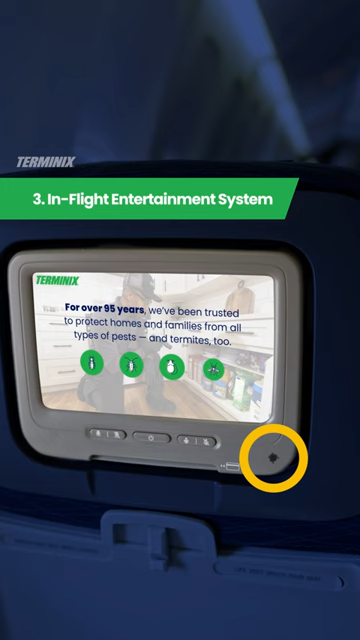 TERMINIX
3. In-Flight Entertainment System
TERMINIX
For over 95 years, we've been trusted
to protect homes and families from all
types of pests — and termites, too.